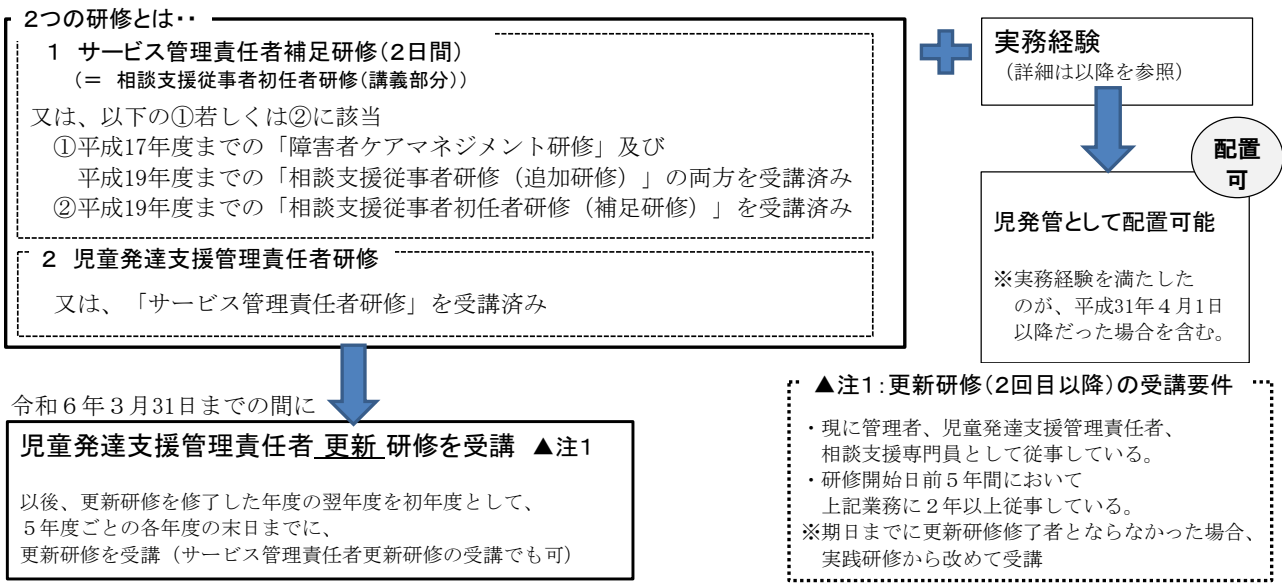 2つの研修とは・・
1 サービス管理責任者補足研修(2日間)
(= 相談支援従事者初任者研修(講義部分))
又は、以下の①若しくは②に該当
①平成17年度までの「障害者ケアマネジメント研修」及び
平成19年度までの「相談支援従事者研修（追加研修）」の両方を受講済み
②平成19年度までの「相談支援従事者初任者研修（補足研修）」を受講済み
2 児童発達支援管理責任者研修
又は、「サービス管理責任者研修」を受講済み
実務経験
（詳細は以降を参照）
配置
可
児発管として配置可能
※実務経験を満たした
のが、平成31年４月1日
以降だった場合を含む。
令和６年３月31日までの間に
児童発達支援管理責任者 更新 研修を受講 ▲注1
以後、更新研修を修了した年度の翌年度を初年度として、
５年度ごとの各年度の末日までに、
更新研修を受講（サービス管理責任者更新研修の受講でも可）
▲注1：更新研修(2回目以降)の受講要件
・現に管理者、児童発達支援管理責任者、
相談支援専門員として従事している。
・研修開始日前５年間において
上記業務に２年以上従事している。
※期日までに更新研修修了者とならなかった場合、
実践研修から改めて受講